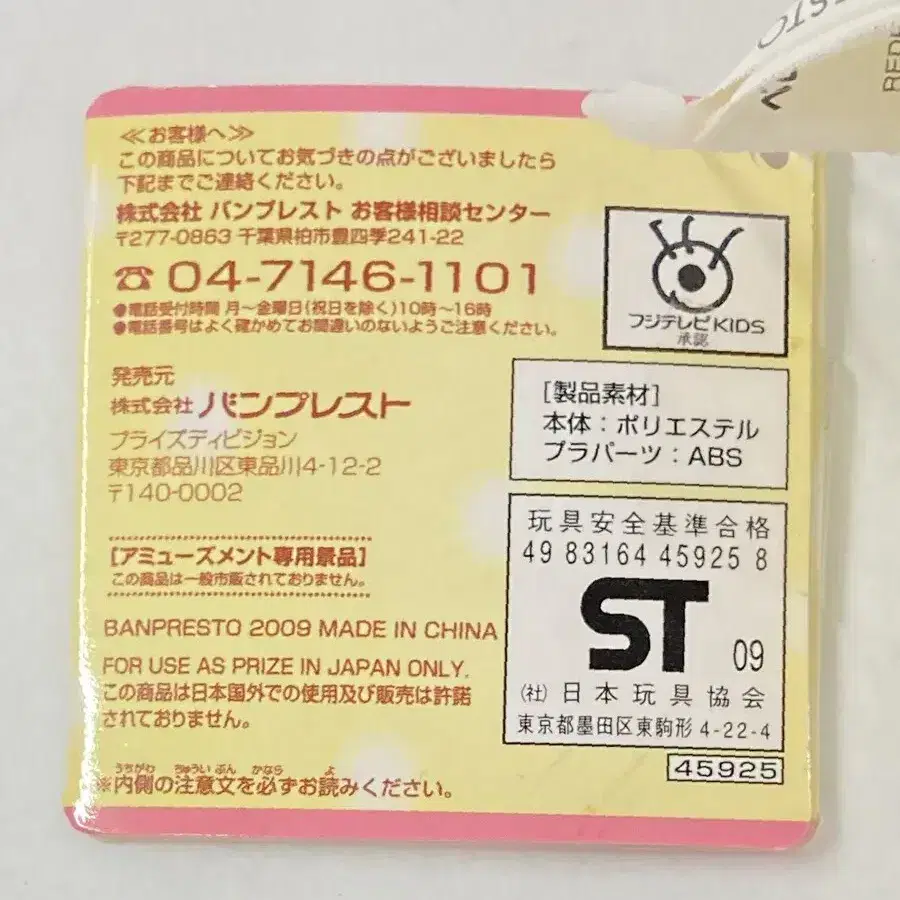 ≪お客様へ≫
この商品についてお気づきの点がございましたら
下記までご連絡ください。
株式会社 バンプレスト お客様相談センター
〒277-0863 千葉県柏市豊四季241-22
☎ 04-7146-1101
●電話受付時間 月〜金曜日(祝日を除く)10時〜16時
●電話番号はよく確かめてお間違いのないようご注意ください。
発売元
株式会社 バンプレスト
プライズディビジョン
東京都品川区東品川4-12-2
〒140-0002
[アミューズメント専用景品]
この商品は一般市販されておりません。
BANPRESTO 2009 MADE IN CHINA
FOR USE AS PRIZE IN JAPAN ONLY.
この商品は日本国外での使用及び販売は許諾
されておりません。
うちがわ ちゅういぶん かなら よ
※内側の注意文を必ずお読みください。
フジテレビKIDS
承認
[製品素材]
本体：ポリエステル
プラパーツ：ABS
玩具安全基準合格
49 83164 45925 8
ST 09
(社) 日本玩具協会
東京都墨田区東駒形 4-22-4
45925